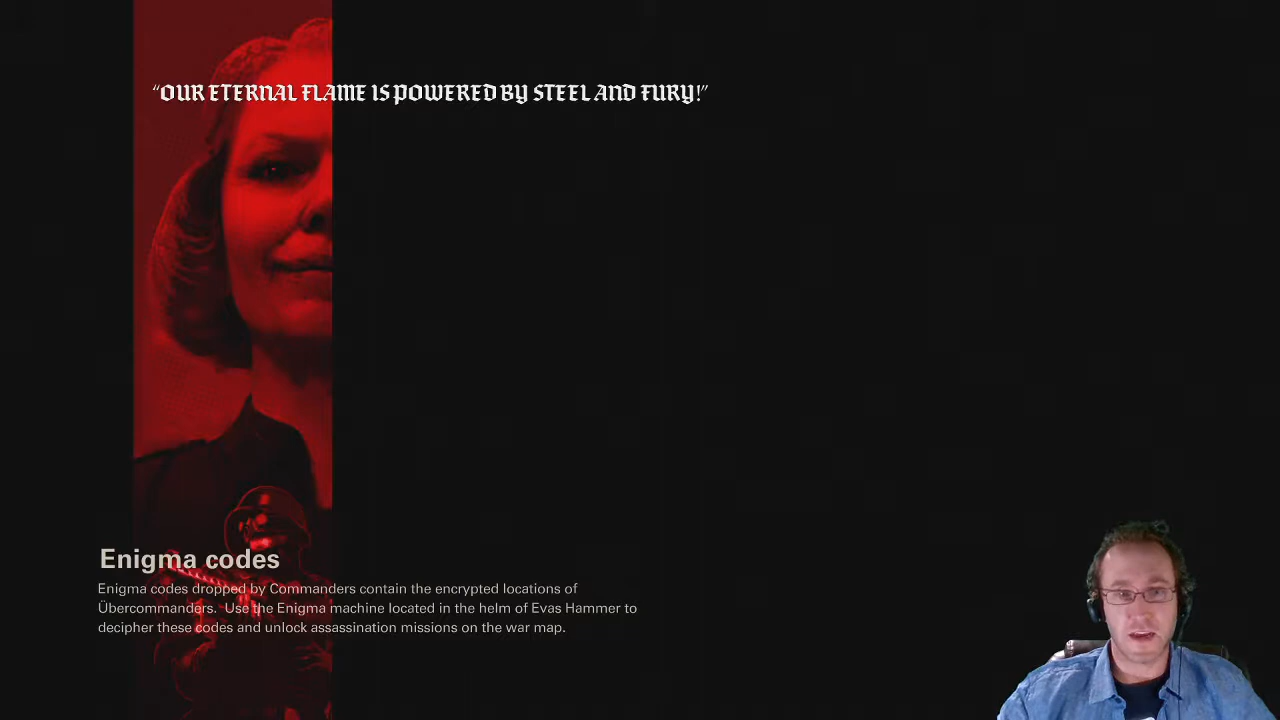 “OUR ETERNAL FLAME IS POWERED BY STEEL AND FURY!”
Enigma codes
Enigma codes dropped by Commanders contain the encrypted locations of
Übercommanders.  Use the Enigma machine located in the helm of Evas Hammer to
decipher these codes and unlock assassination missions on the war map.